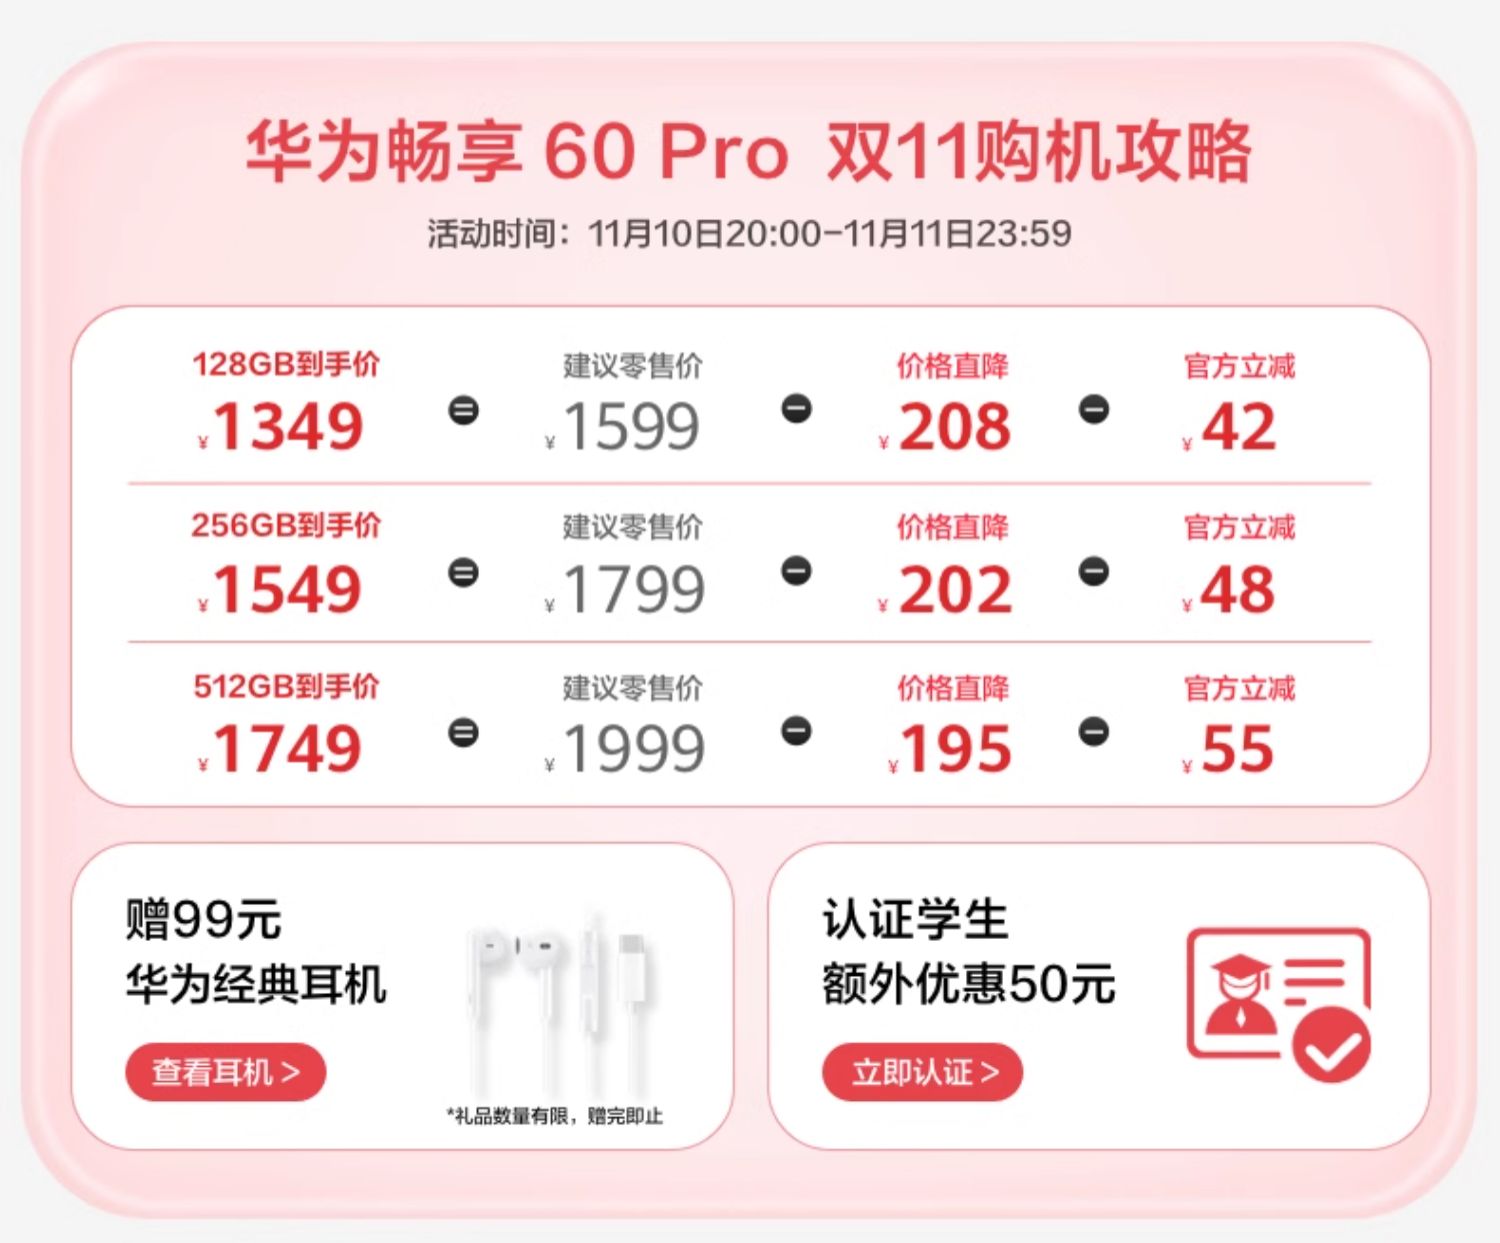 华为畅享 60 Pro 双11购机攻略
活动时间：11月10日20:00-11月11日23:59
128GB到手价 建议零售价 价格直降 官方立减
¥1349 = ¥1599 - ¥208 - ¥42
256GB到手价 建议零售价 价格直降 官方立减
¥1549 = ¥1799 - ¥202 - ¥48
512GB到手价 建议零售价 价格直降 官方立减
¥1749 = ¥1999 - ¥195 - ¥55
赠99元
华为经典耳机
查看耳机 >
*礼品数量有限，赠完即止
认证学生
额外优惠50元
立即认证 >